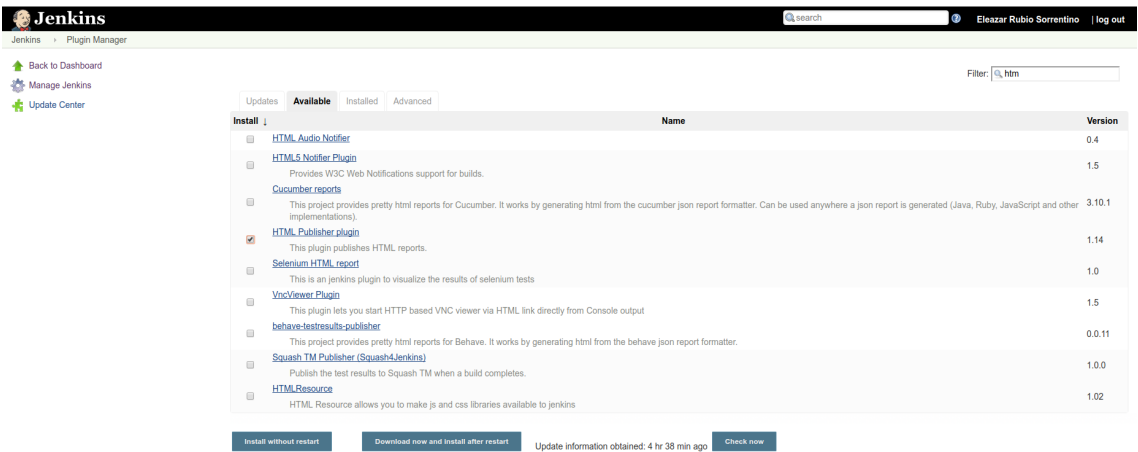 Jenkins
search
Eleazar Rubio Sorrentino | log out
Jenkins › Plugin Manager
Back to Dashboard
Manage Jenkins
Update Center
Filter: htm
Updates Available Installed Advanced
Install ↓ Name Version
HTML Audio Notifier 0.4
HTML5 Notifier Plugin 1.5
Provides W3C Web Notifications support for builds.
Cucumber reports 3.10.1
This project provides pretty html reports for Cucumber. It works by generating html from the cucumber json report formatter. Can be used anywhere a json report is generated (Java, Ruby, JavaScript and other
implementations).
HTML Publisher plugin 1.14
This plugin publishes HTML reports.
Selenium HTML report 1.0
This is an jenkins plugin to visualize the results of selenium tests
VncViewer Plugin 1.5
This plugin lets you start HTTP based VNC viewer via HTML link directly from Console output
behave-testresults-publisher 0.0.11
This project provides pretty html reports for Behave. It works by generating html from the behave json report formatter.
Squash TM Publisher (Squash4Jenkins) 1.0.0
Publish the test results to Squash TM when a build completes.
HTMLResource 1.02
HTML Resource allows you to make js and css libraries available to jenkins
Install without restart Download now and install after restart Update information obtained: 4 hr 38 min ago Check now